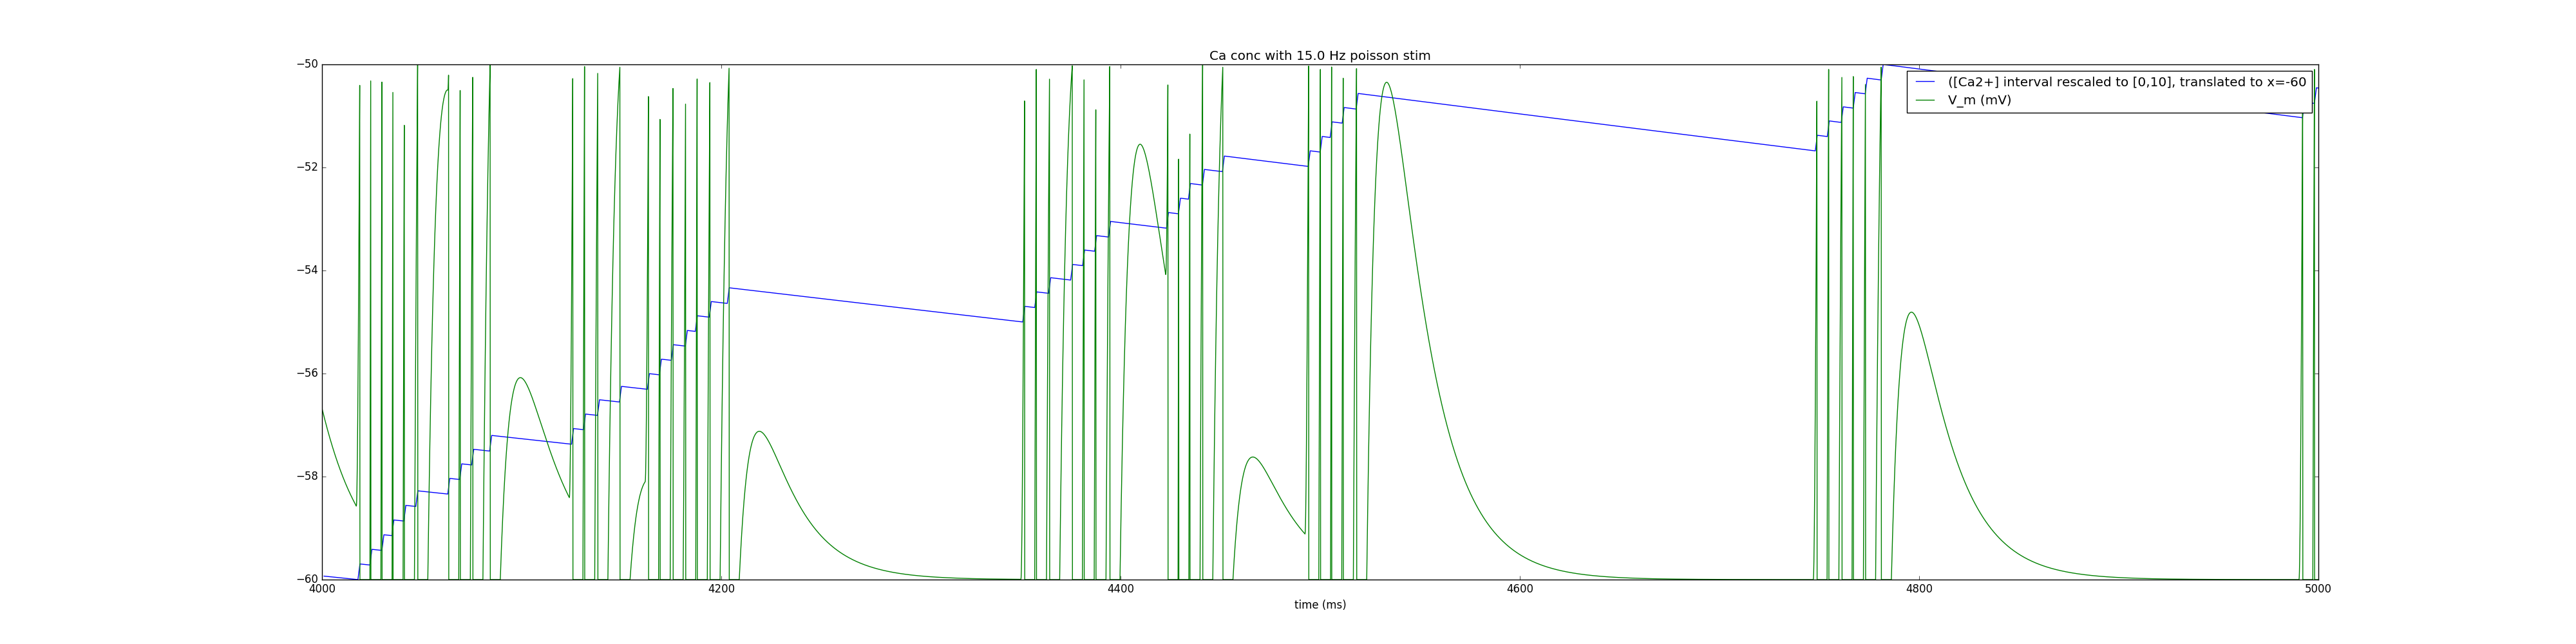 Ca conc with 15.0 Hz poisson stim
([Ca2+] interval rescaled to [0,10], translated to x=-60
V_m (mV)
−50
−52
−54
−56
−58
−60
4000 4200 4400 4600 4800 5000
time (ms)